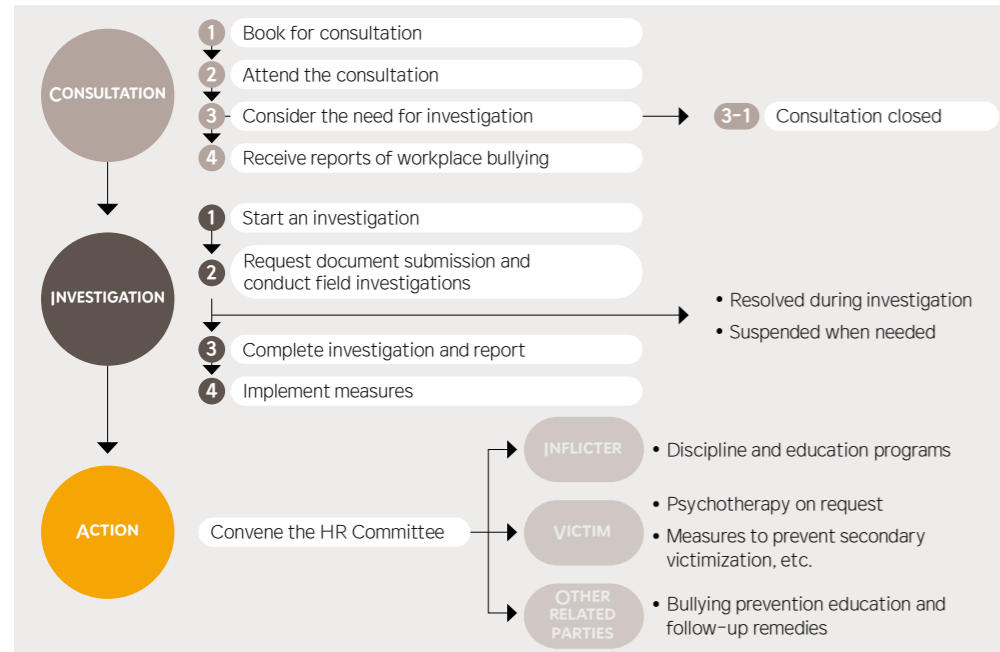 CONSULTATION
1 Book for consultation
2 Attend the consultation
3 Consider the need for investigation
3-1 Consultation closed
4 Receive reports of workplace bullying
INVESTIGATION
1 Start an investigation
2 Request document submission and
conduct field investigations
• Resolved during investigation
• Suspended when needed
3 Complete investigation and report
4 Implement measures
ACTION
Convene the HR Committee
INFLICTER
• Discipline and education programs
VICTIM
• Psychotherapy on request
• Measures to prevent secondary
victimization, etc.
OTHER
RELATED
PARTIES
• Bullying prevention education and
follow-up remedies